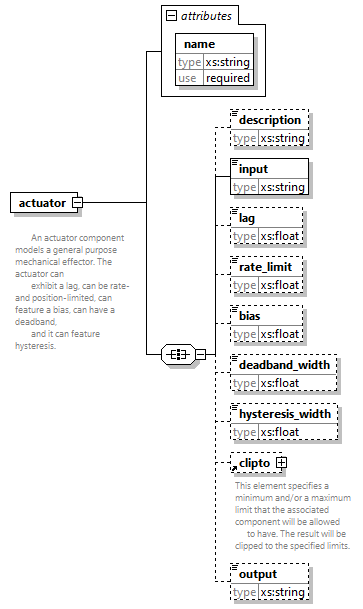 attributes
name
type xs:string
use required
description
type xs:string
input
type xs:string
lag
type xs:float
actuator
An actuator component
models a general purpose
mechanical effector. The
actuator can
exhibit a lag, can be rate-
and position-limited, can
feature a bias, can have a
deadband,
and it can feature
hysteresis.
rate_limit
type xs:float
bias
type xs:float
deadband_width
type xs:float
hysteresis_width
type xs:float
clipto
This element specifies a
minimum and/or a maximum
limit that the associated
component will be allowed
to have. The result will be
clipped to the specified limits.
output
type xs:string